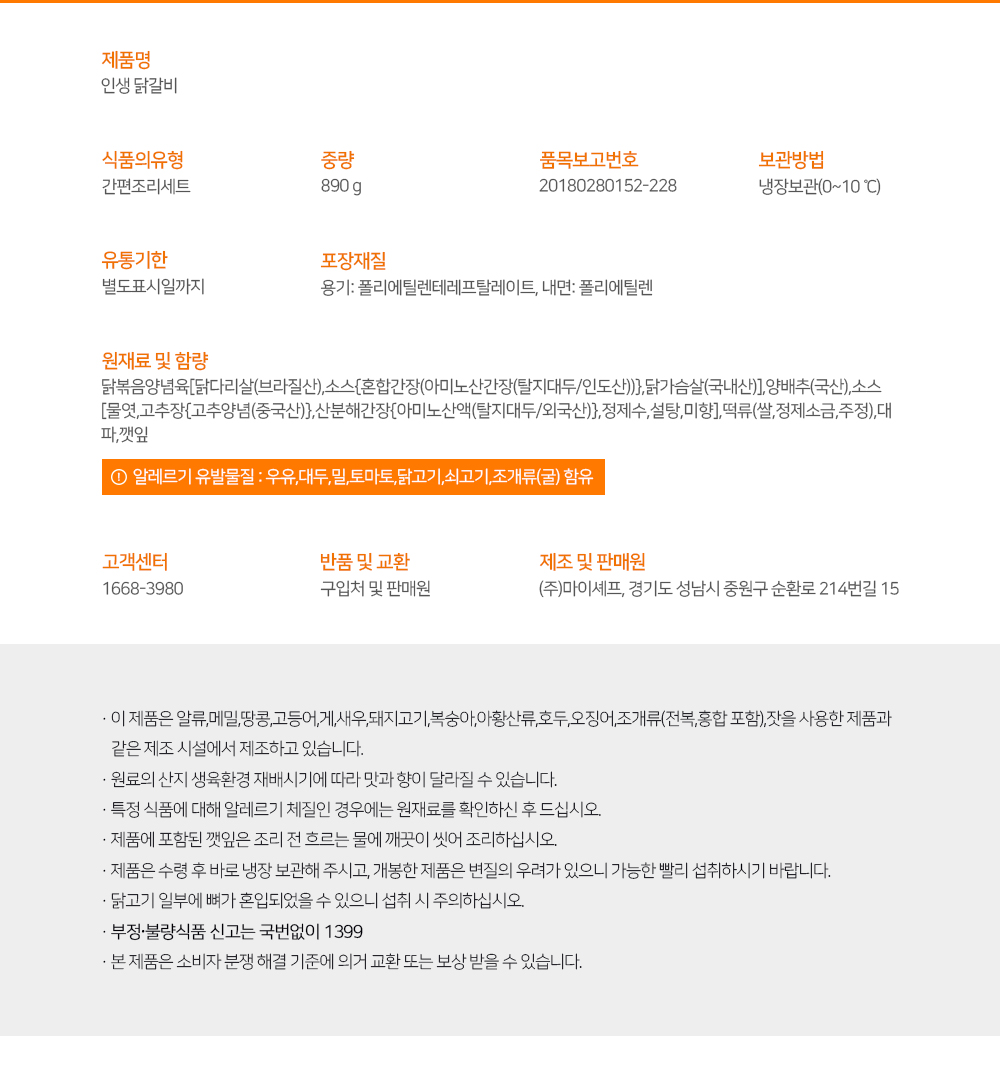 제품명
인생 닭갈비
식품의유형
간편조리세트
중량
890 g
품목보고번호
20180280152-228
보관방법
냉장보관(0~10 ℃)
유통기한
별도표시일까지
포장재질
용기: 폴리에틸렌테레프탈레이트, 내면: 폴리에틸렌
원재료 및 함량
닭볶음양념육[닭다리살(브라질산),소스{혼합간장(아미노산간장(탈지대두/인도산))},닭가슴살(국내산)],양배추(국산),소스
[물엿,고추장{고추양념(중국산)},산분해간장{아미노산액(탈지대두/외국산)},정제수,설탕,미향],떡류(쌀,정제소금,주정),대
파,깻잎
알레르기 유발물질 : 우유,대두,밀,토마토,닭고기,쇠고기,조개류(굴) 함유
고객센터
1668-3980
반품 및 교환
구입처 및 판매원
제조 및 판매원
(주)마이셰프, 경기도 성남시 중원구 순환로 214번길 15
· 이 제품은 알류,메밀,땅콩,고등어,게,새우,돼지고기,복숭아,아황산류,호두,오징어,조개류(전복,홍합 포함),잣을 사용한 제품과
같은 제조 시설에서 제조하고 있습니다.
· 원료의 산지 생육환경 재배시기에 따라 맛과 향이 달라질 수 있습니다.
· 특정 식품에 대해 알레르기 체질인 경우에는 원재료를 확인하신 후 드십시오.
· 제품에 포함된 깻잎은 조리 전 흐르는 물에 깨끗이 씻어 조리하십시오.
· 제품은 수령 후 바로 냉장 보관해 주시고, 개봉한 제품은 변질의 우려가 있으니 가능한 빨리 섭취하시기 바랍니다.
· 닭고기 일부에 뼈가 혼입되었을 수 있으니 섭취 시 주의하십시오.
· 부정·불량식품 신고는 국번없이 1399
· 본 제품은 소비자 분쟁 해결 기준에 의거 교환 또는 보상 받을 수 있습니다.